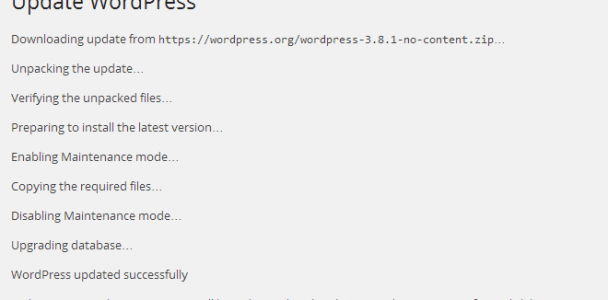 Update WordPress
Downloading update from https://wordpress.org/wordpress-3.8.1-no-content.zip…
Unpacking the update…
Verifying the unpacked files…
Preparing to install the latest version…
Enabling Maintenance mode…
Copying the required files…
Disabling Maintenance mode…
Upgrading database…
WordPress updated successfully